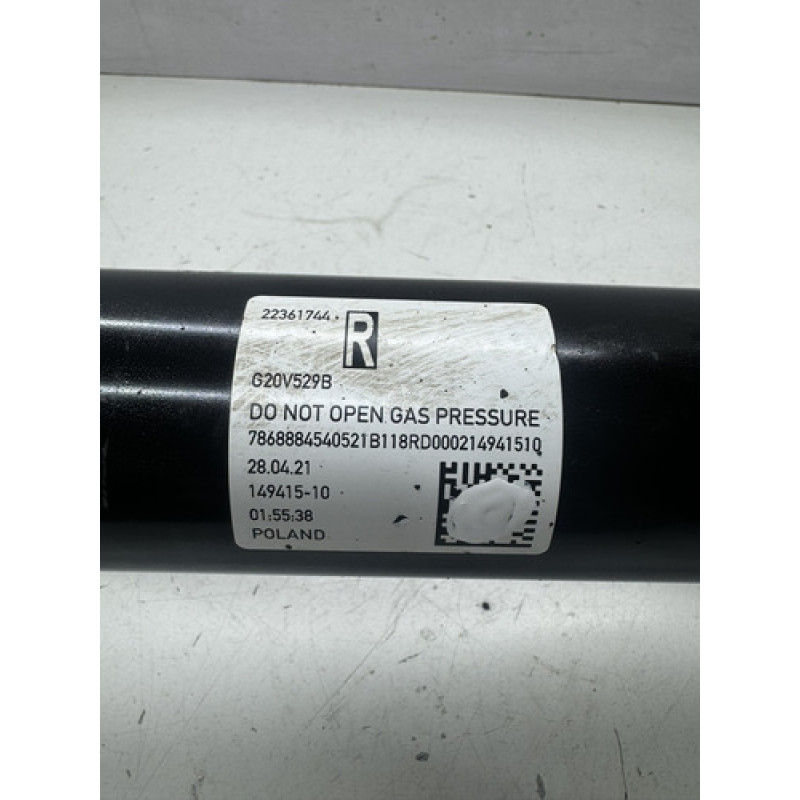 22361744
R
G20V529B
DO NOT OPEN GAS PRESSURE
7868884540521B118RD00021494151Q
28.04.21
149415-10
01:55:38
POLAND